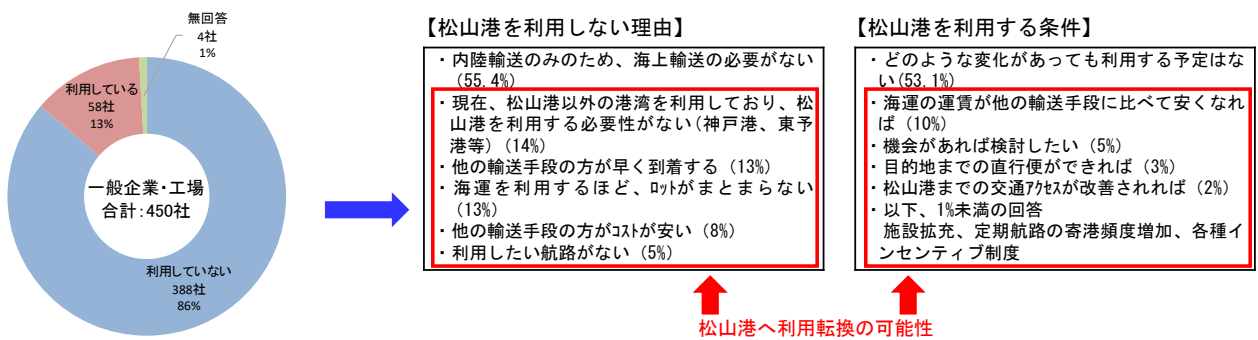 無回答
4社
1%
利用している
58社
13%
一般企業・工場
合計：450社
利用していない
388社
86%
【松山港を利用しない理由】
・内陸輸送のみのため、海上輸送の必要がない
(55.4%)
・現在、松山港以外の港湾を利用しており、松
山港を利用する必要性がない(神戸港、東予
港等) (14%)
・他の輸送手段の方が早く到着する (13%)
・海運を利用するほど、ﾛｯﾄがまとまらない
(13%)
・他の輸送手段の方がｺｽﾄが安い (8%)
・利用したい航路がない (5%)
【松山港を利用する条件】
・どのような変化があっても利用する予定はな
い(53.1%)
・海運の運賃が他の輸送手段に比べて安くなれ
ば (10%)
・機会があれば検討したい (5%)
・目的地までの直行便ができれば (3%)
・松山港までの交通ｱｸｾｽが改善されれば (2%)
・以下、1%未満の回答
施設拡充、定期航路の寄港頻度増加、各種イ
ンセンティブ制度
松山港へ利用転換の可能性